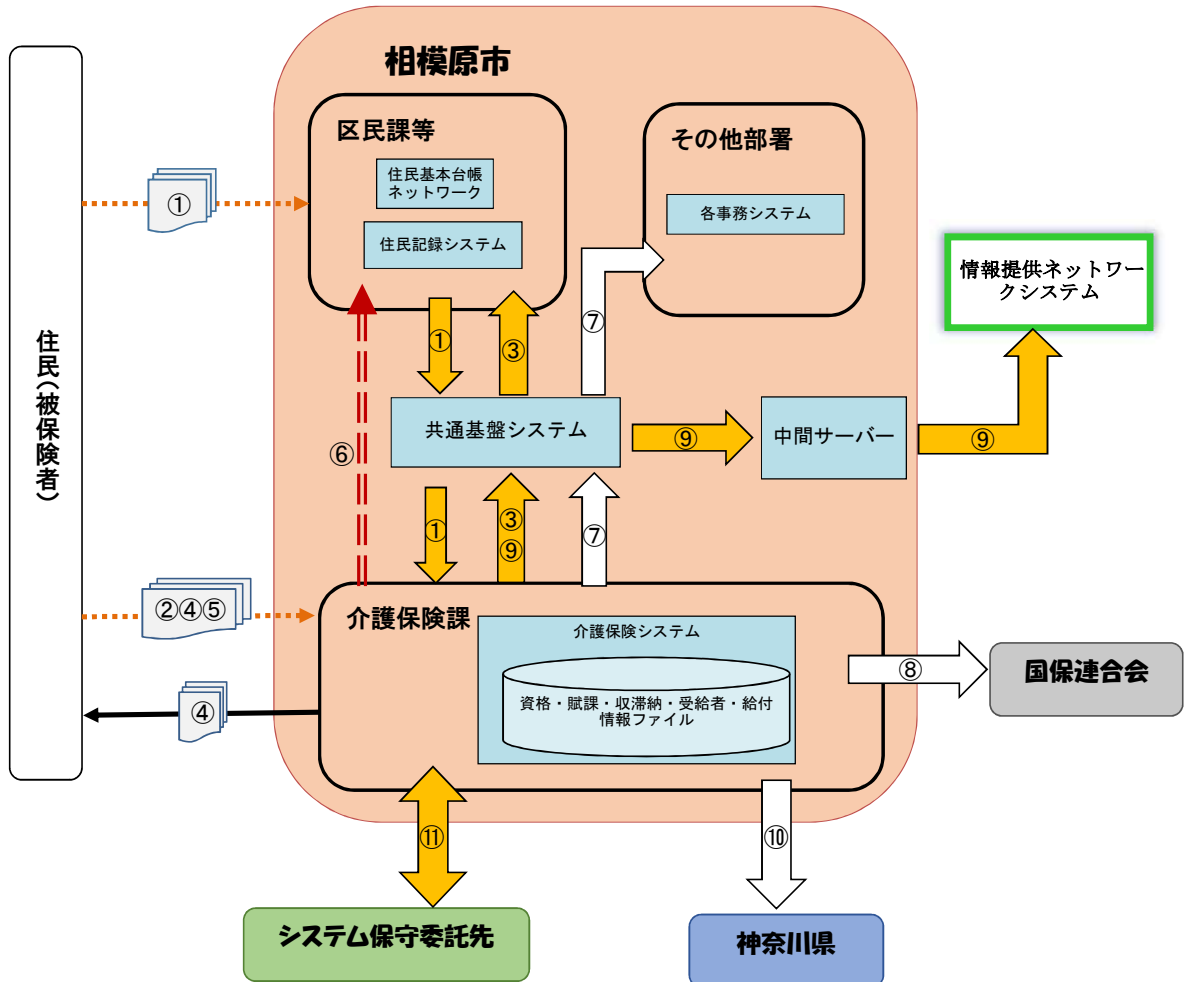 相模原市
区民課等
住民基本台帳
ネットワーク
住民記録システム
その他部署
各事務システム
情報提供ネットワー
クシステム
住民(被保険者)
①
①
③
⑦
⑥
共通基盤システム
⑨
中間サーバー
⑨
①
③
⑨
⑦
②④⑤
介護保険課
介護保険システム
資格・賦課・収滞納・受給者・給付
情報ファイル
④
⑧
国保連合会
⑪
⑩
システム保守委託先
神奈川県